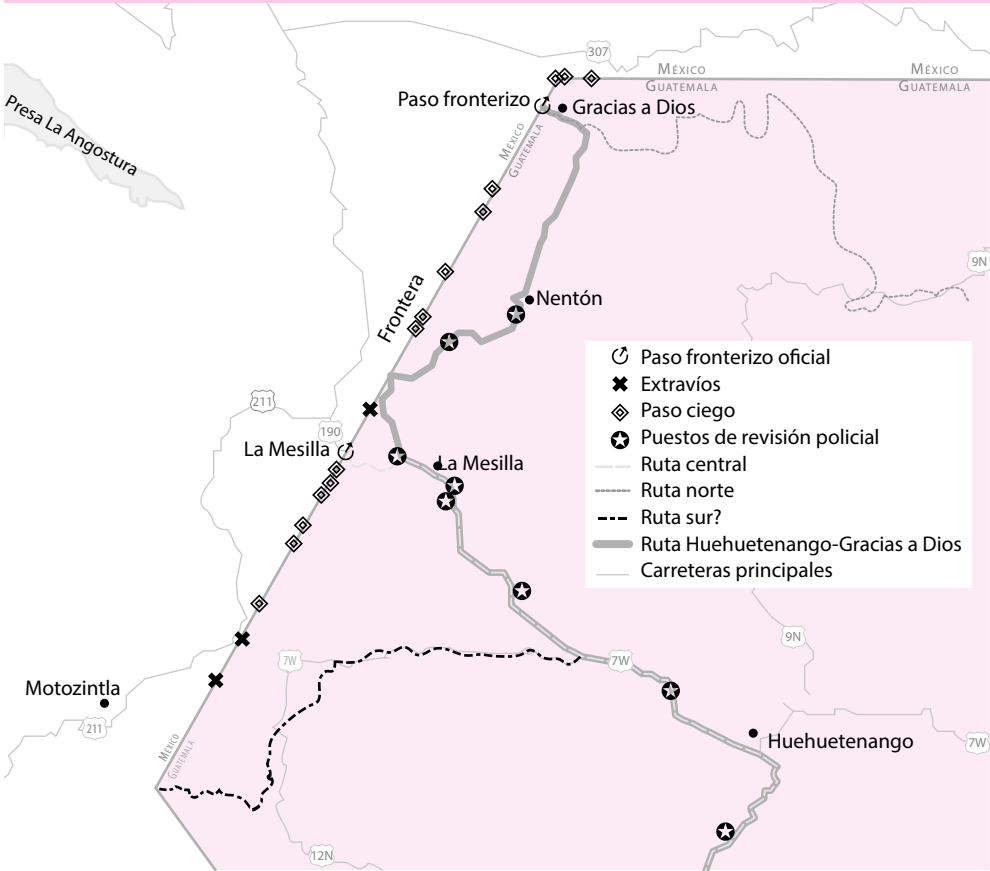 307
MÉXICO
GUATEMALA
MÉXICO
GUATEMALA
Paso fronterizo
Gracias a Dios
Presa La Angostura
MÉXICO
GUATEMALA
9N
Frontera
Nentón
Paso fronterizo oficial
Extravíos
Paso ciego
Puestos de revisión policial
Ruta central
Ruta norte
Ruta sur?
Ruta Huehuetenango-Gracias a Dios
Carreteras principales
211
190
La Mesilla
La Mesilla
9N
7W
7W
Motozintla
211
MÉXICO
GUATEMALA
Huehuetenango
7W
12N